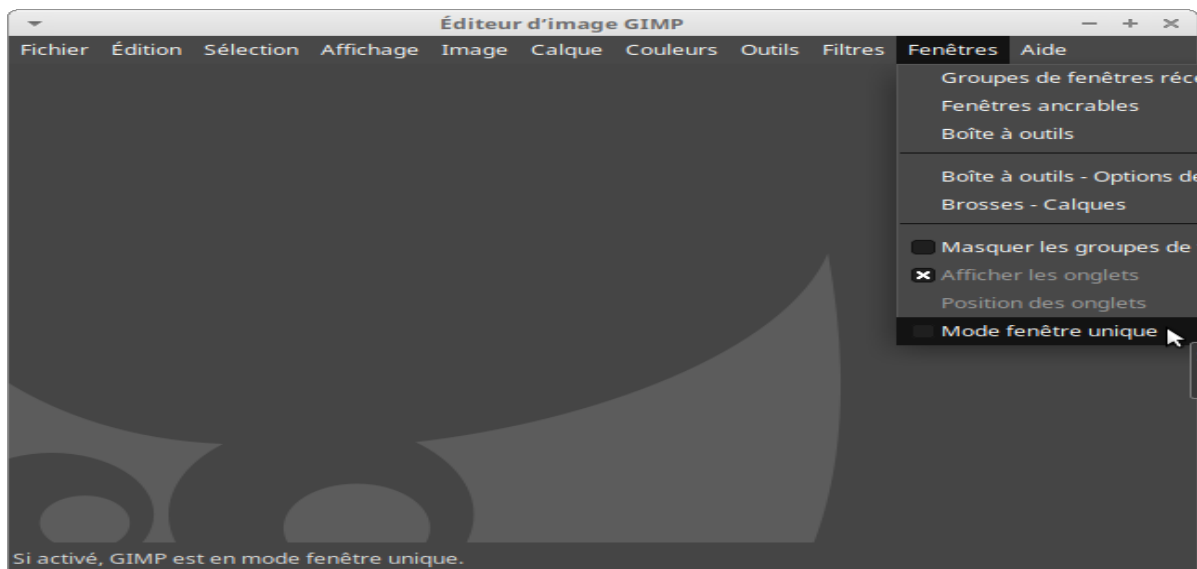 Éditeur d'image GIMP
Fichier Édition Sélection Affichage Image Calque Couleurs Outils Filtres Fenêtres Aide
Groupes de fenêtres
Fenêtres ancrables
Boîte à outils
Boîte à outils - Options
Brosses - Calques
Masquer les groupes de
Afficher les onglets
Position des onglets
Mode fenêtre unique
Si activé, GIMP est en mode fenêtre unique.